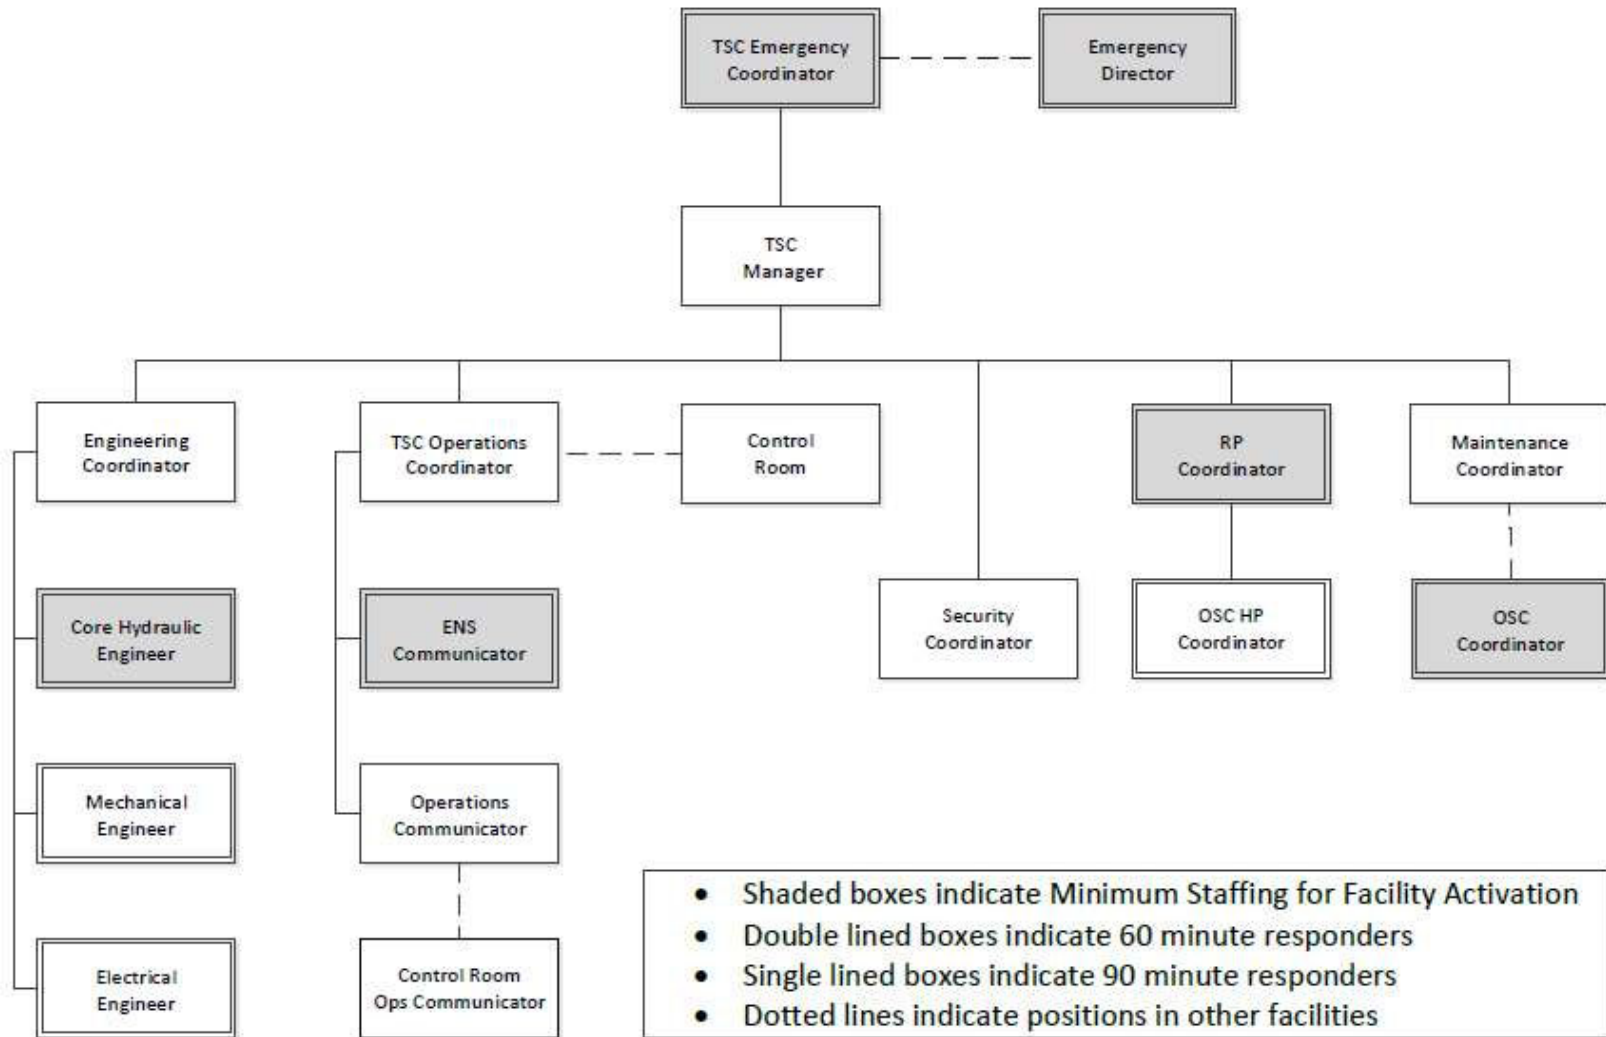 TSC Emergency
Coordinator
Emergency
Director
TSC
Manager
Engineering
Coordinator
TSC Operations
Coordinator
Control
Room
RP
Coordinator
Maintenance
Coordinator
Core Hydraulic
Engineer
ENS
Communicator
Security
Coordinator
OSC HP
Coordinator
OSC
Coordinator
Mechanical
Engineer
Operations
Communicator
Electrical
Engineer
Control Room
Ops Communicator
• Shaded boxes indicate Minimum Staffing for Facility Activation
• Double lined boxes indicate 60 minute responders
• Single lined boxes indicate 90 minute responders
• Dotted lines indicate positions in other facilities